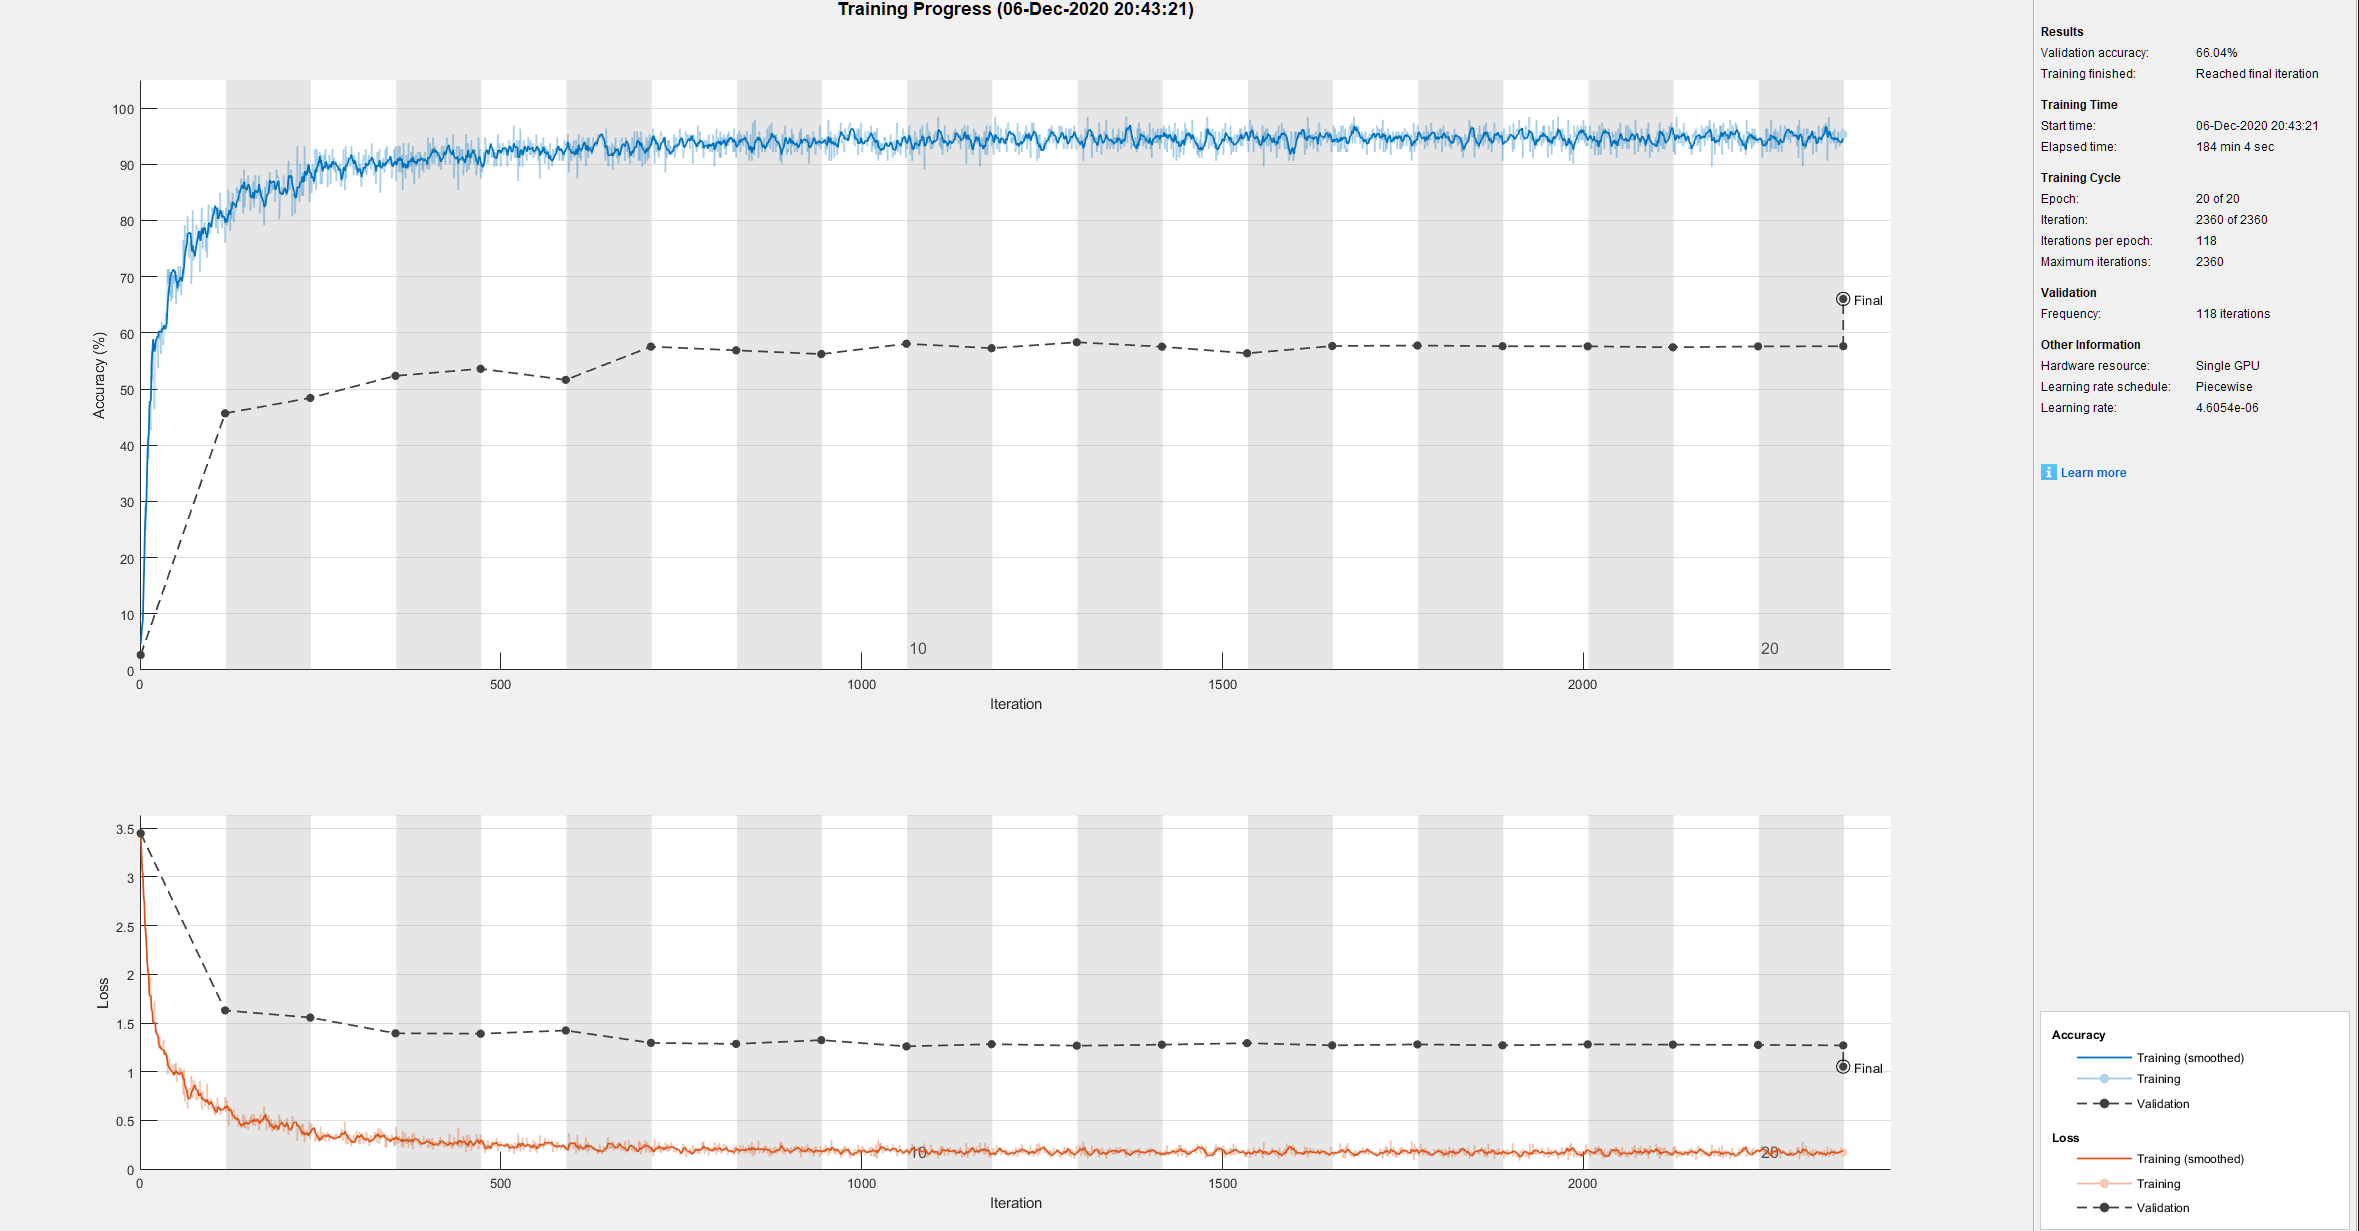 Training Progress (06-Dec-2020 20:43:21)
100
90
80
70
60
50
40
30
20
10
0
Accuracy (%)
Final
10
20
0
500
1000
1500
2000
Iteration
3.5
3
2.5
2
1.5
1
0.5
0
Loss
Final
10
20
0
500
1000
1500
2000
Iteration
Results
Validation accuracy: 66.04%
Training finished: Reached final iteration
Training Time
Start time: 06-Dec-2020 20:43:21
Elapsed time: 184 min 4 sec
Training Cycle
Epoch: 20 of 20
Iteration: 2360 of 2360
Iterations per epoch: 118
Maximum iterations: 2360
Validation
Frequency: 118 iterations
Other Information
Hardware resource: Single GPU
Learning rate schedule: Piecewise
Learning rate: 4.6054e-06
i Learn more
Accuracy
Training (smoothed)
Training
Validation
Loss
Training (smoothed)
Training
Validation